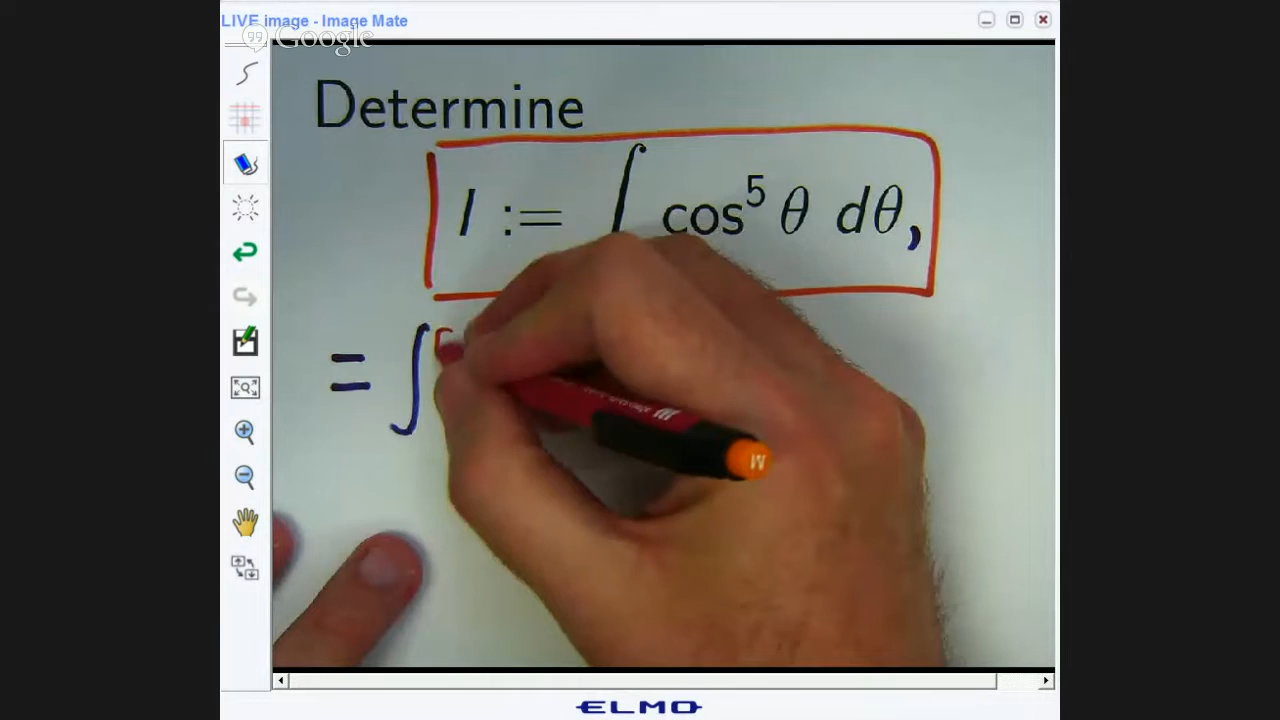 LIVE image - Image Mate
Google
Determine
I := ∫ cos⁵ θ dθ,
= ∫
M
ELMO